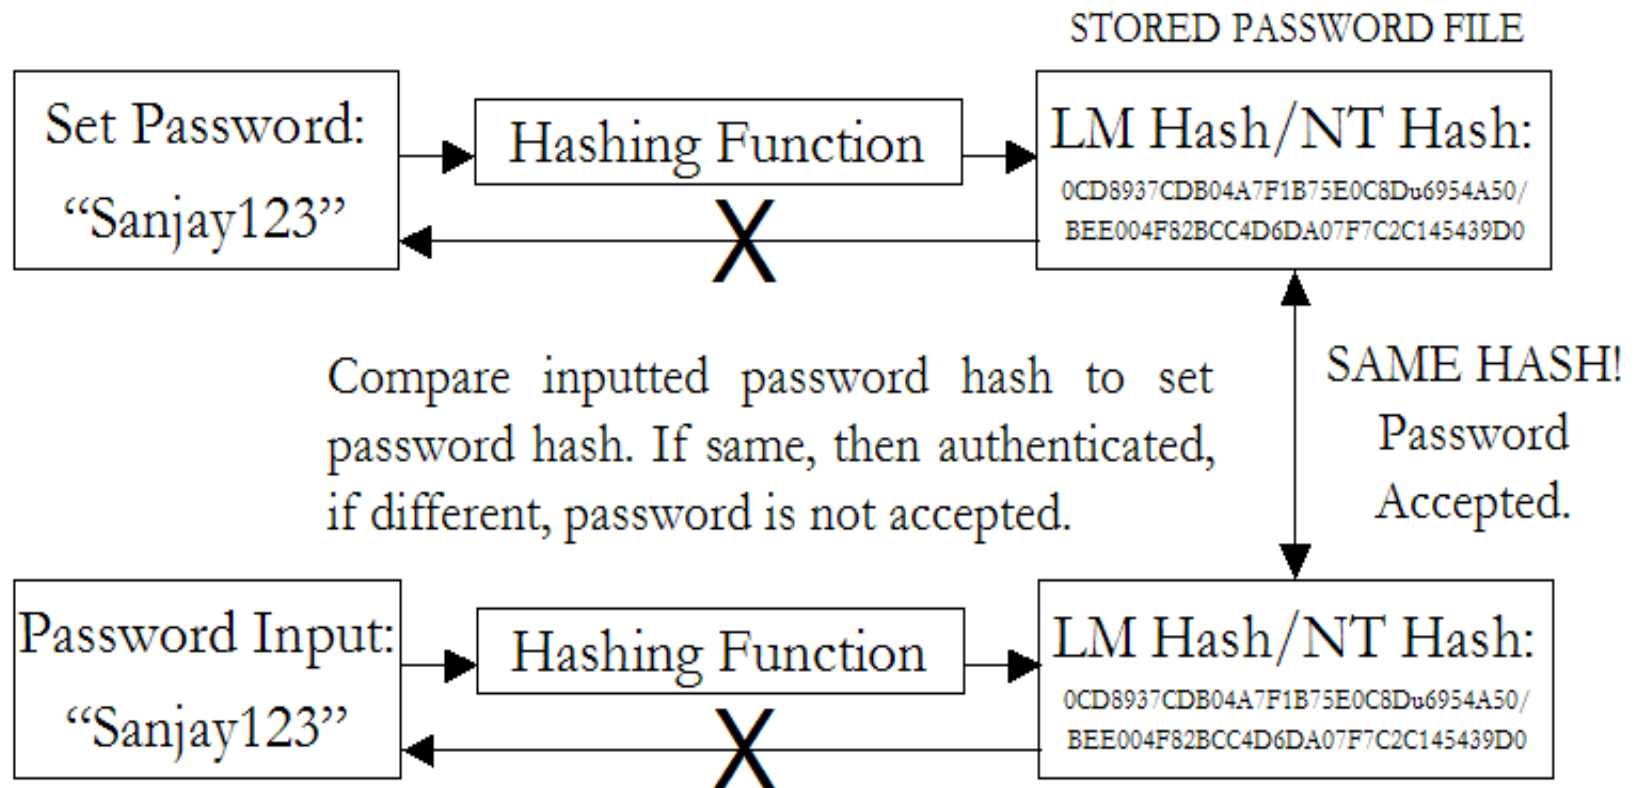 STORED PASSWORD FILE
Set Password:
“Sanjay123”
Hashing Function
LM Hash/NT Hash:
0CD8937CDB04A7F1B75E0C8Du6954A50/
BEE004F82BCC4D6DA07F7C2C145439D0
X
Compare inputted password hash to set
password hash. If same, then authenticated,
if different, password is not accepted.
SAME HASH!
Password
Accepted.
Password Input:
“Sanjay123”
Hashing Function
LM Hash/NT Hash:
0CD8937CDB04A7F1B75E0C8Du6954A50/
BEE004F82BCC4D6DA07F7C2C145439D0
X